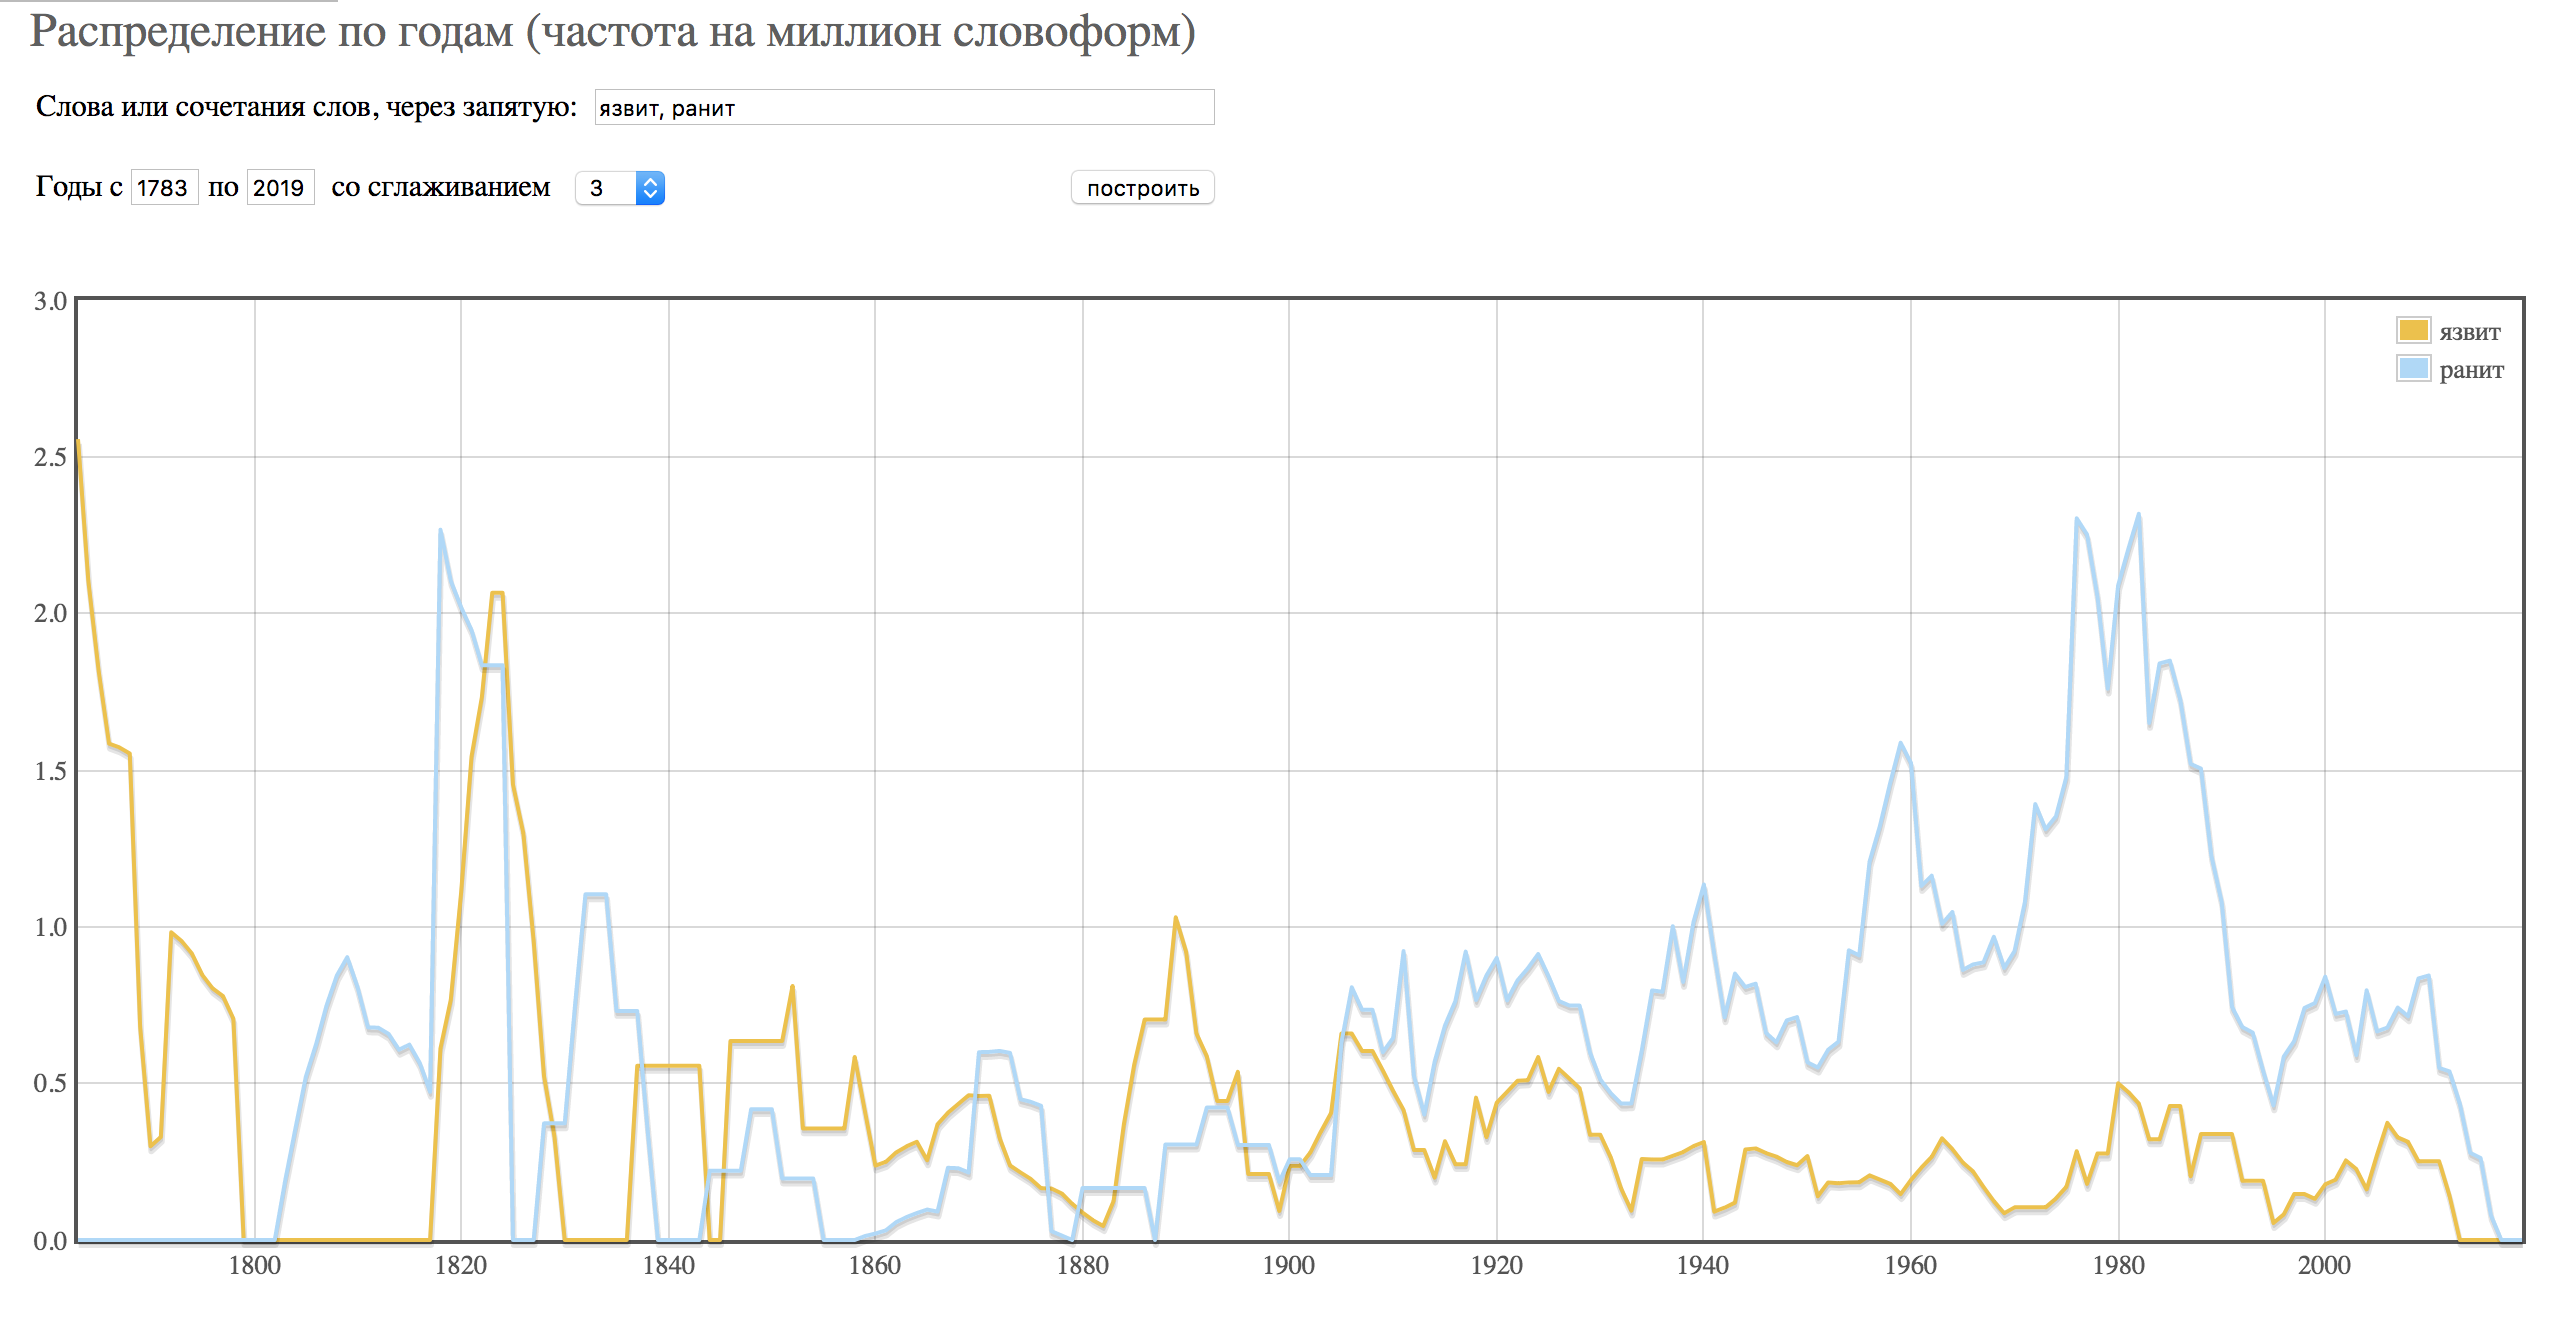 Распределение по годам (частота на миллион словоформ)
Слова или сочетания слов, через запятую: язвит, ранит
Годы с 1783 по 2019 со сглаживанием 3 построить
3.0
язвит
ранит
2.5
2.0
1.5
1.0
0.5
0.0
1800 1820 1840 1860 1880 1900 1920 1940 1960 1980 2000